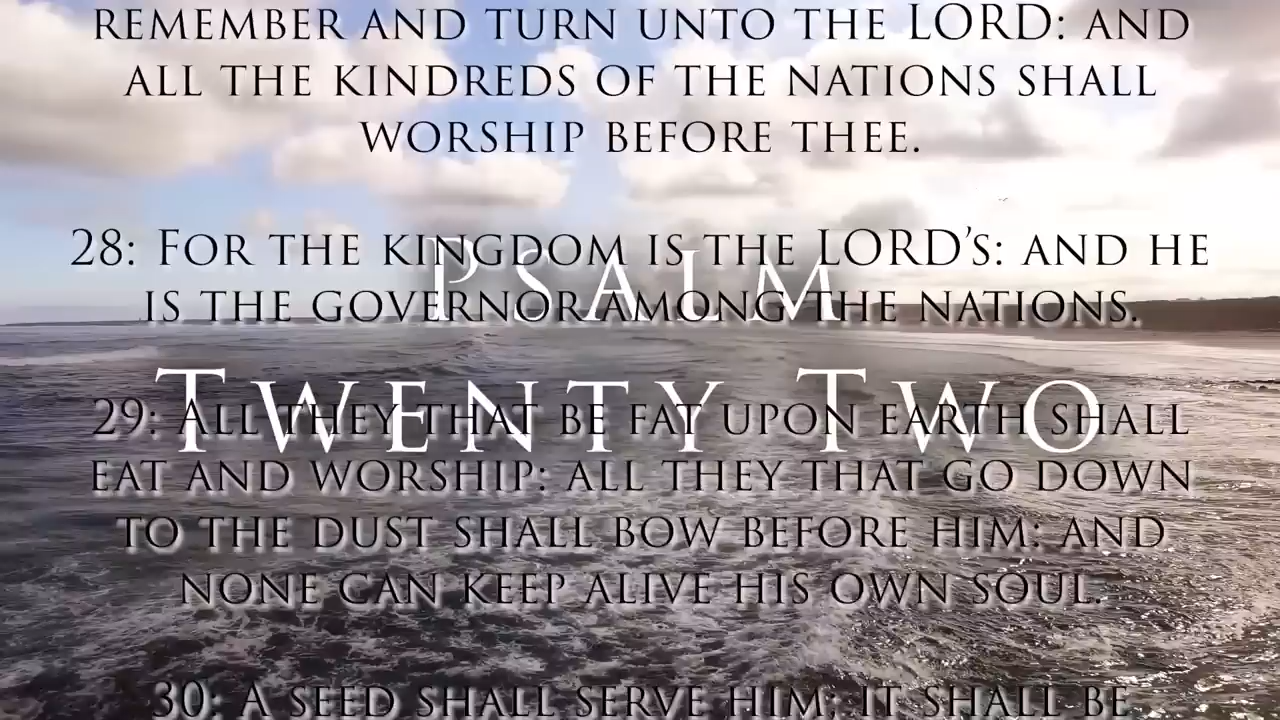 REMEMBER AND TURN UNTO THE LORD: AND
ALL THE KINDREDS OF THE NATIONS SHALL
WORSHIP BEFORE THEE.
28: FOR THE KINGDOM IS THE LORD'S: AND HE
IS THE GOVERNOR AMONG THE NATIONS.
PSALM
TWENTY TWO
29: ALL THEY THAT BE FAT UPON EARTH SHALL
EAT AND WORSHIP: ALL THEY THAT GO DOWN
TO THE DUST SHALL BOW BEFORE HIM: AND
NONE CAN KEEP ALIVE HIS OWN SOUL.
30: A SEED SHALL SERVE HIM; IT SHALL BE